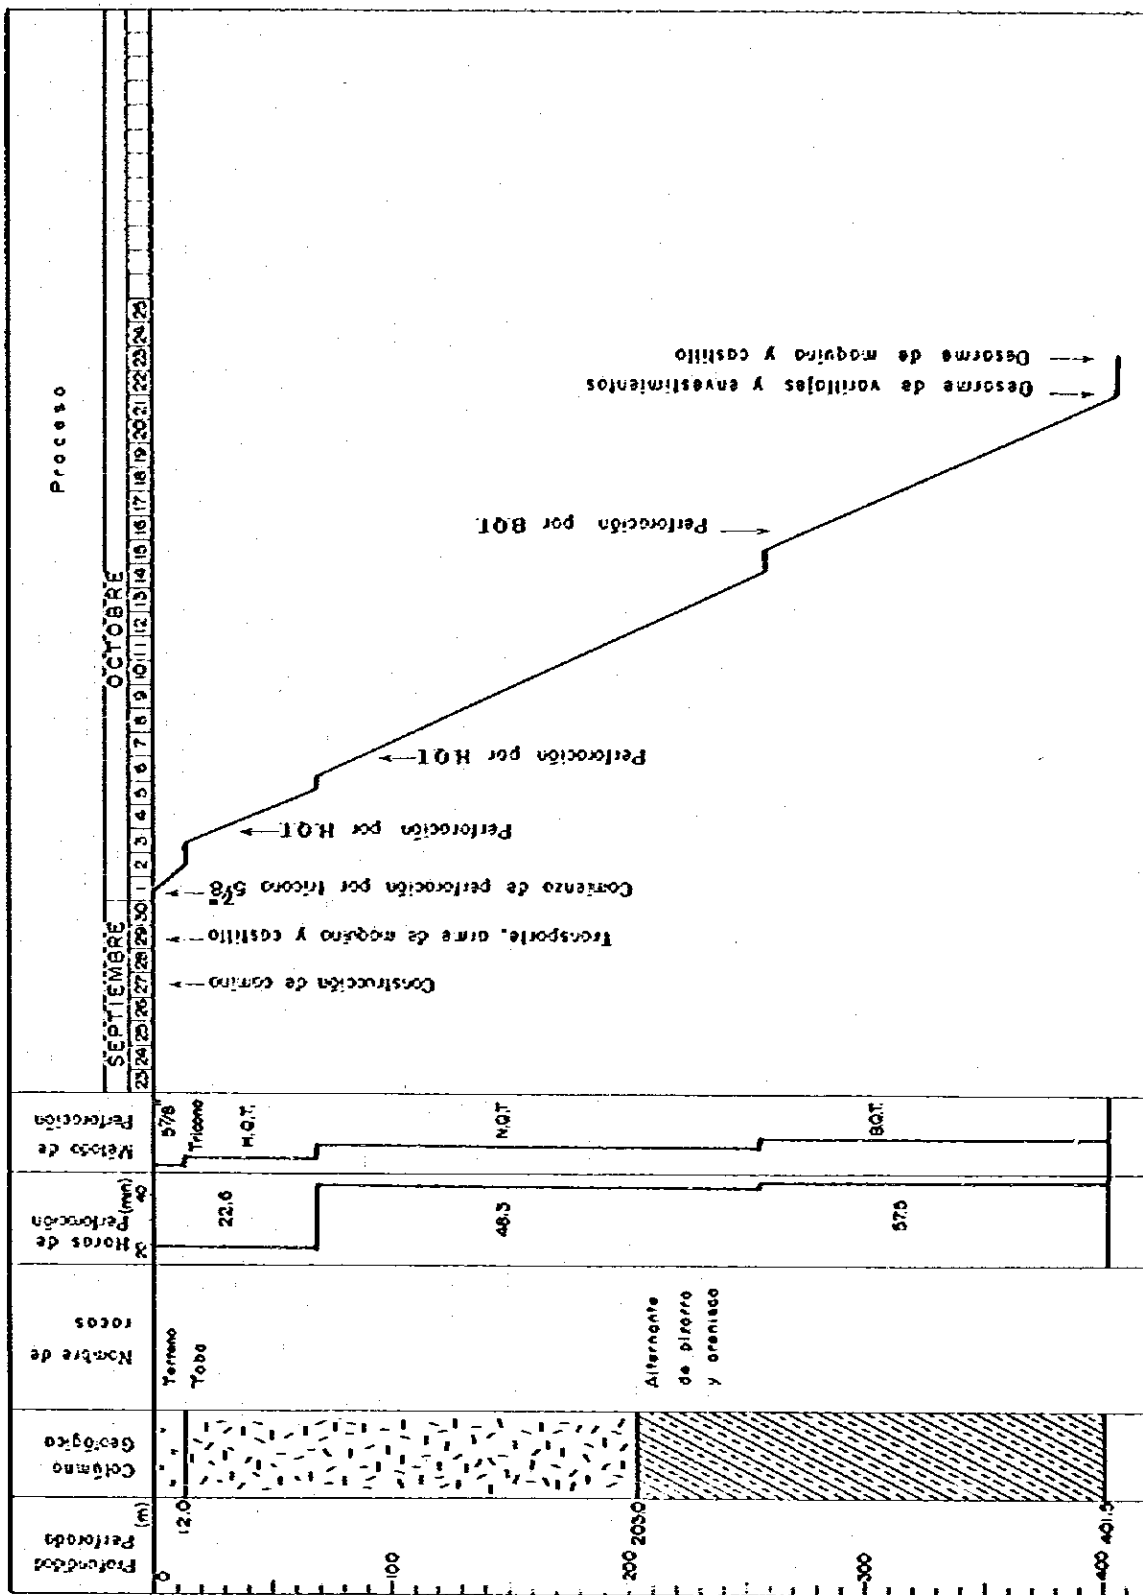 Profundidad
Perforada
(m)
Columna
Geológica
Nombre de
rocas
Horas de
Perforación
(min)
20
40
Método de
Perforación
Proceso
SEPTIEMBRE
OCTUBRE
23 24 25 26 27 28 29 30 1 2 3 4 5 6 7 8 9 10 11 12 13 14 15 16 17 18 19 20 21 22 23 24 25
0
12.0
100
200
203.0
300
400
401.5
Terreno
Toba
Alternante
de pizarra
y arenisca
22.6
48.5
57.5
5 7/8"
Tricono
H.Q.T.
N.Q.T.
B.Q.T.
Construcción de camino
Transporte, arme de maquina y castillo
Comienzo de perforación por tricono 5 7/8"
Perforación por H.Q.T.
Perforación por H.Q.T.
Perforación por B.Q.T.
Desarme de varillajes y envestimientos
Desarme de maquina y castillo